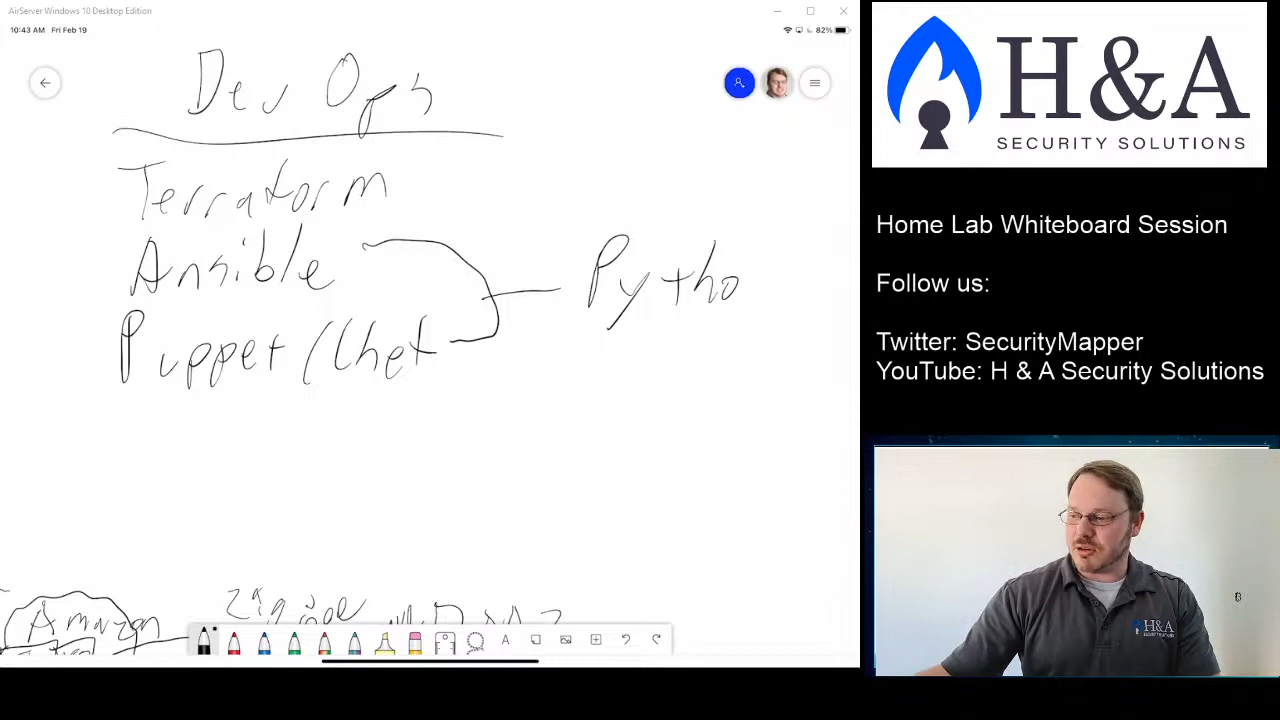 AirServer Windows 10 Desktop Edition
10:43 AM Fri Feb 19
82%
Dev Ops
Terraform
Ansible
Puppet/Chef
Pytho
Amazon
A
H&A
SECURITY SOLUTIONS
Home Lab Whiteboard Session
Follow us:
Twitter: SecurityMapper
YouTube: H & A Security Solutions
H&A